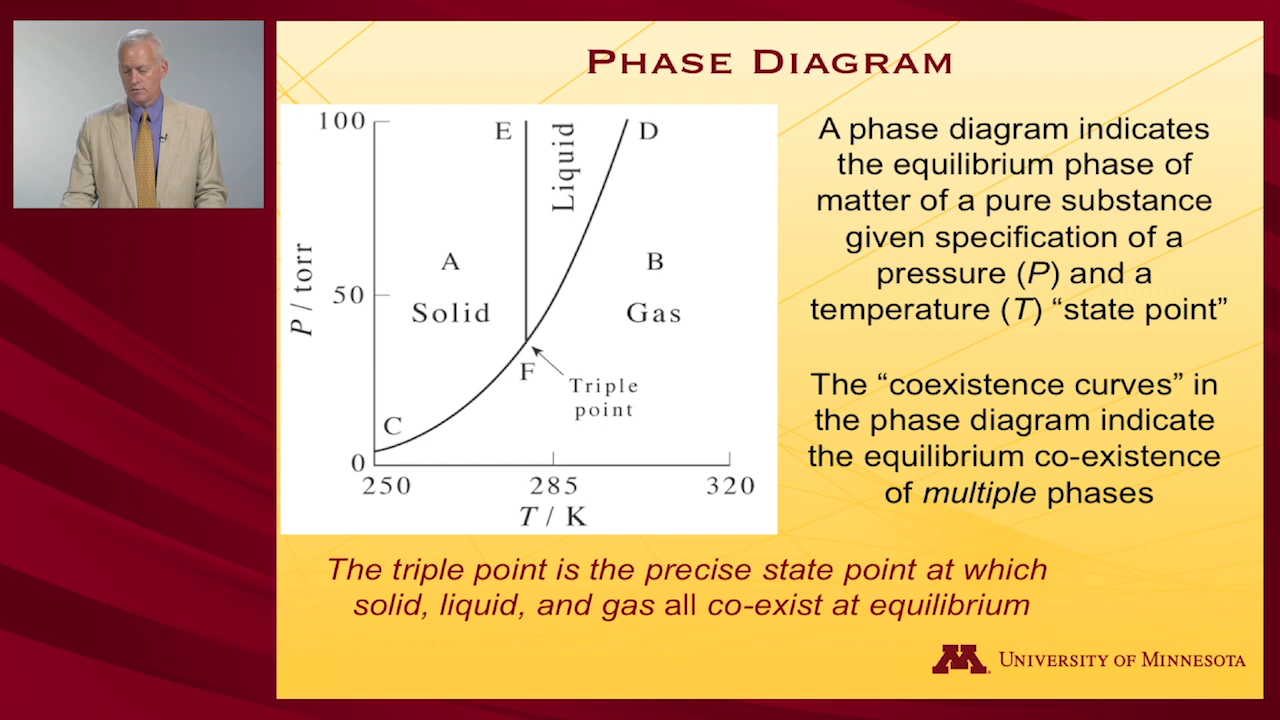 PHASE DIAGRAM
100
50
0
P / torr
E
Liquid
D
A
Solid
B
Gas
F
Triple
point
C
250
285
320
T / K
A phase diagram indicates
the equilibrium phase of
matter of a pure substance
given specification of a
pressure (P) and a
temperature (T) “state point”
The “coexistence curves” in
the phase diagram indicate
the equilibrium co-existence
of multiple phases
The triple point is the precise state point at which
solid, liquid, and gas all co-exist at equilibrium
M
UNIVERSITY OF MINNESOTA